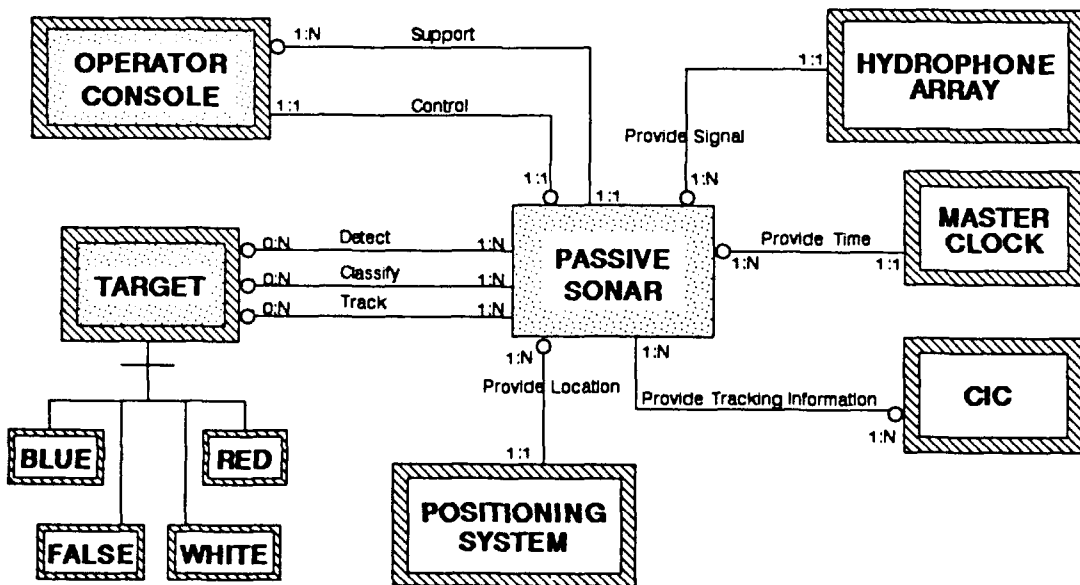 OPERATOR
CONSOLE
1:N
Support
1:1
Control
1:1
1:1
HYDROPHONE
ARRAY
1:1
Provide Signal
1:N
MASTER
CLOCK
Provide Time
1:N
1:1
PASSIVE
SONAR
TARGET
0:N
Detect
1:N
0:N
Classify
1:N
0:N
Track
1:N
1:N
Provide Location
1:1
1:N
Provide Tracking Information
1:N
CIC
POSITIONING
SYSTEM
BLUE
RED
FALSE
WHITE